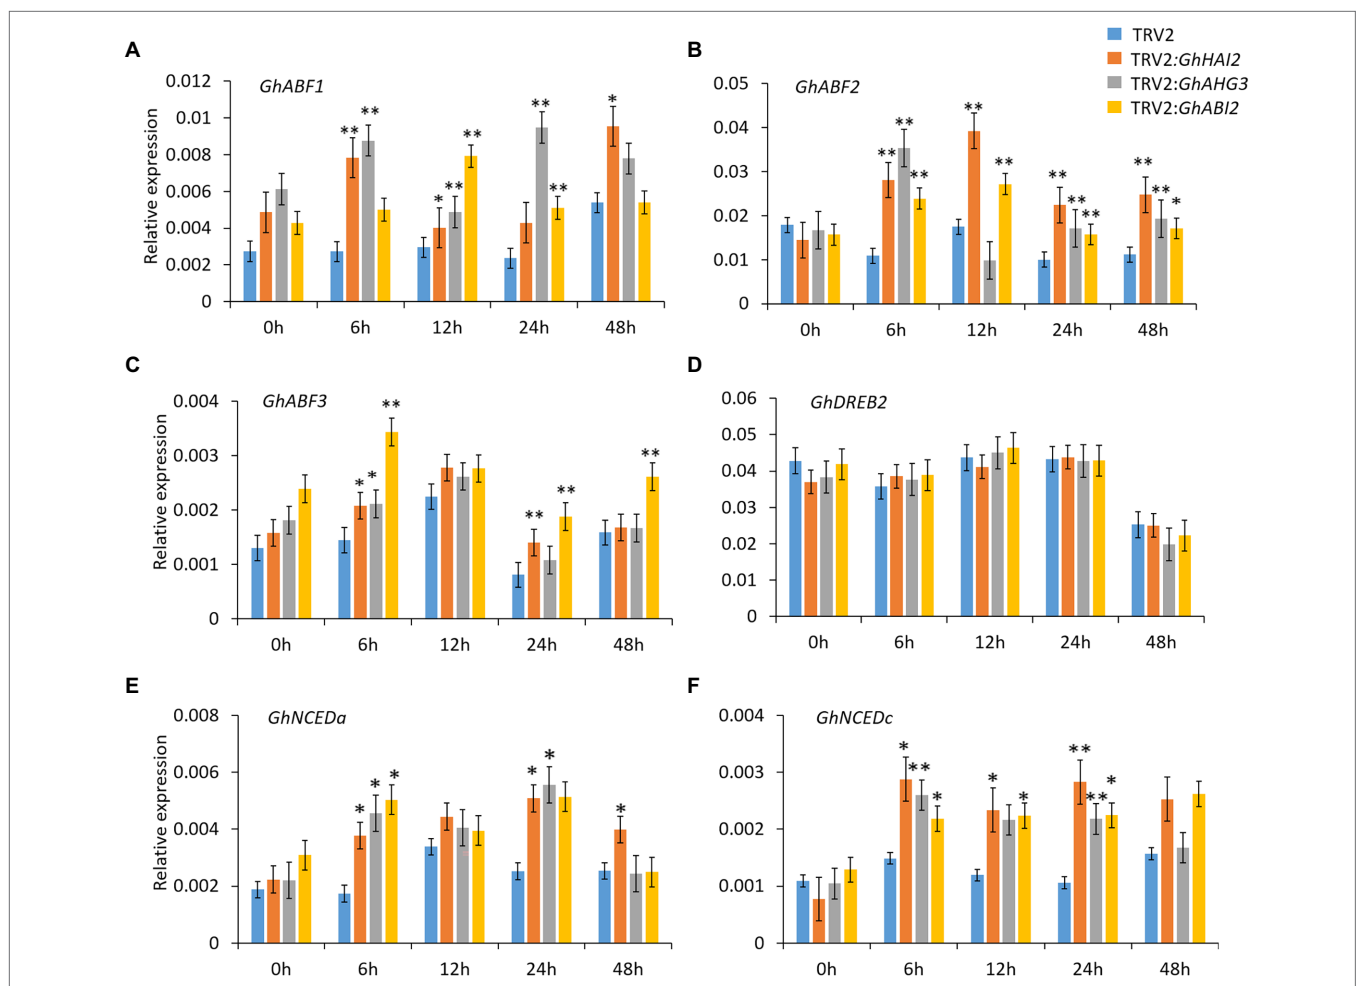 TRV2
TRV2:GhHAI2
TRV2:GhAHG3
TRV2:GhABI2
A
GhABF1
Relative expression
0.012
0.01
0.008
0.006
0.004
0.002
0
** ** * ** ** ** ** *
0h 6h 12h 24h 48h
B
GhABF2
0.05
0.04
0.03
0.02
0.01
0
** ** ** ** ** ** ** ** ** ** *
0h 6h 12h 24h 48h
C
GhABF3
Relative expression
0.004
0.003
0.002
0.001
0
* * ** ** ** **
0h 6h 12h 24h 48h
D
GhDREB2
0.06
0.05
0.04
0.03
0.02
0.01
0
0h 6h 12h 24h 48h
E
GhNCEDa
Relative expression
0.008
0.006
0.004
0.002
0
* * * * * *
0h 6h 12h 24h 48h
F
GhNCEDc
0.004
0.003
0.002
0.001
0
* ** * * * ** ** *
0h 6h 12h 24h 48h